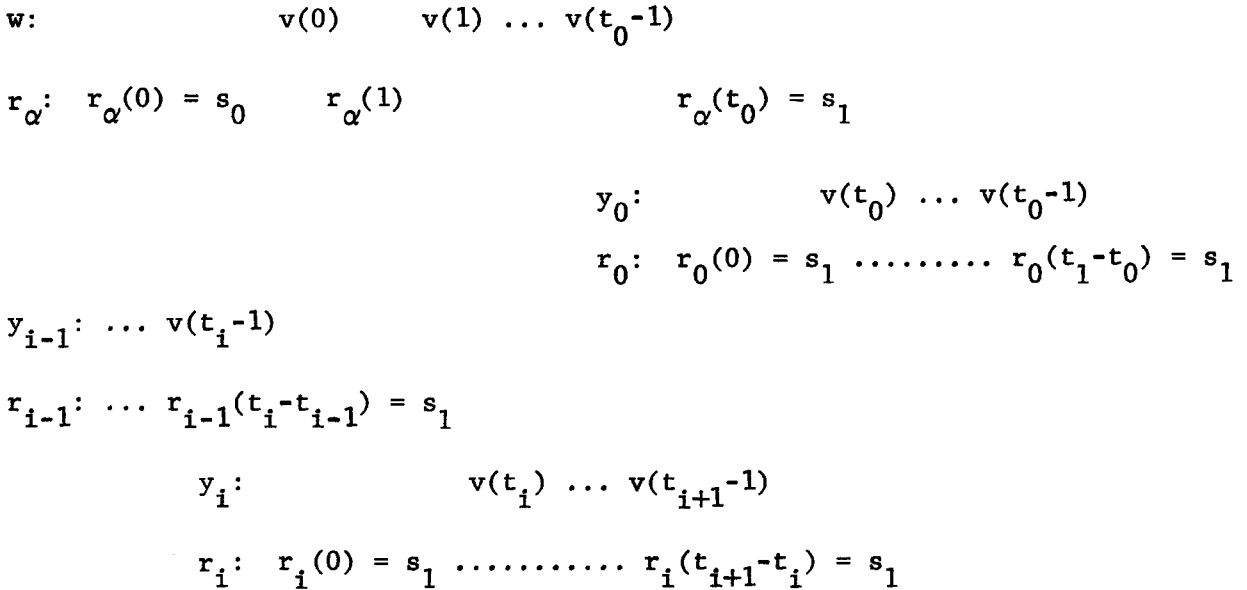 w: v(0) v(1) ... v(t_0-1)
r_α: r_α(0) = s_0 r_α(1) r_α(t_0) = s_1
y_0: v(t_0) ... v(t_0-1)
r_0: r_0(0) = s_1 ......... r_0(t_1-t_0) = s_1
y_{i-1}: ... v(t_i-1)
r_{i-1}: ... r_{i-1}(t_i-t_{i-1}) = s_1
y_i: v(t_i) ... v(t_{i+1}-1)
r_i: r_i(0) = s_1 ........... r_i(t_{i+1}-t_i) = s_1